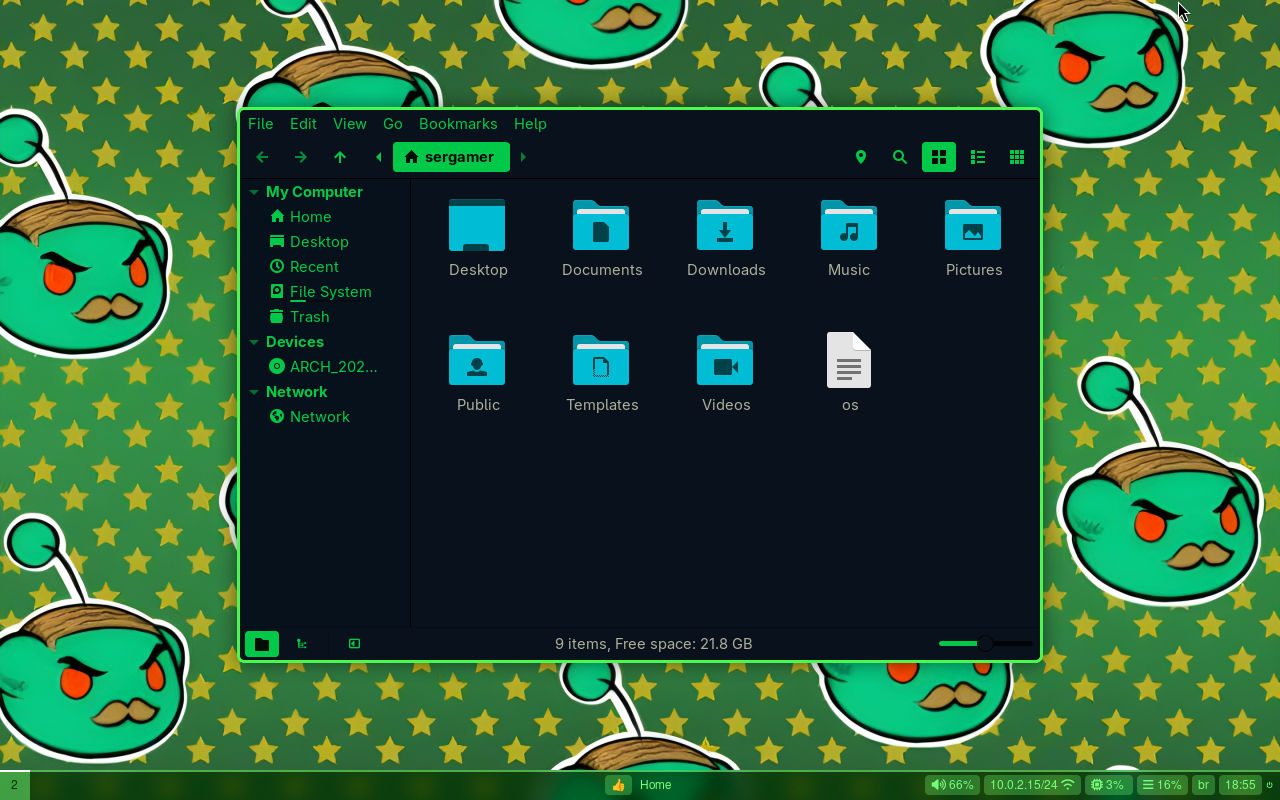 File Edit View Go Bookmarks Help
sergamer
My Computer
Home
Desktop
Recent
File System
Trash
Devices
ARCH_202...
Network
Network
Desktop Documents Downloads Music Pictures
Public Templates Videos os
9 items, Free space: 21.8 GB
2 Home 66% 10.0.2.15/24 3% 16% br 18:55